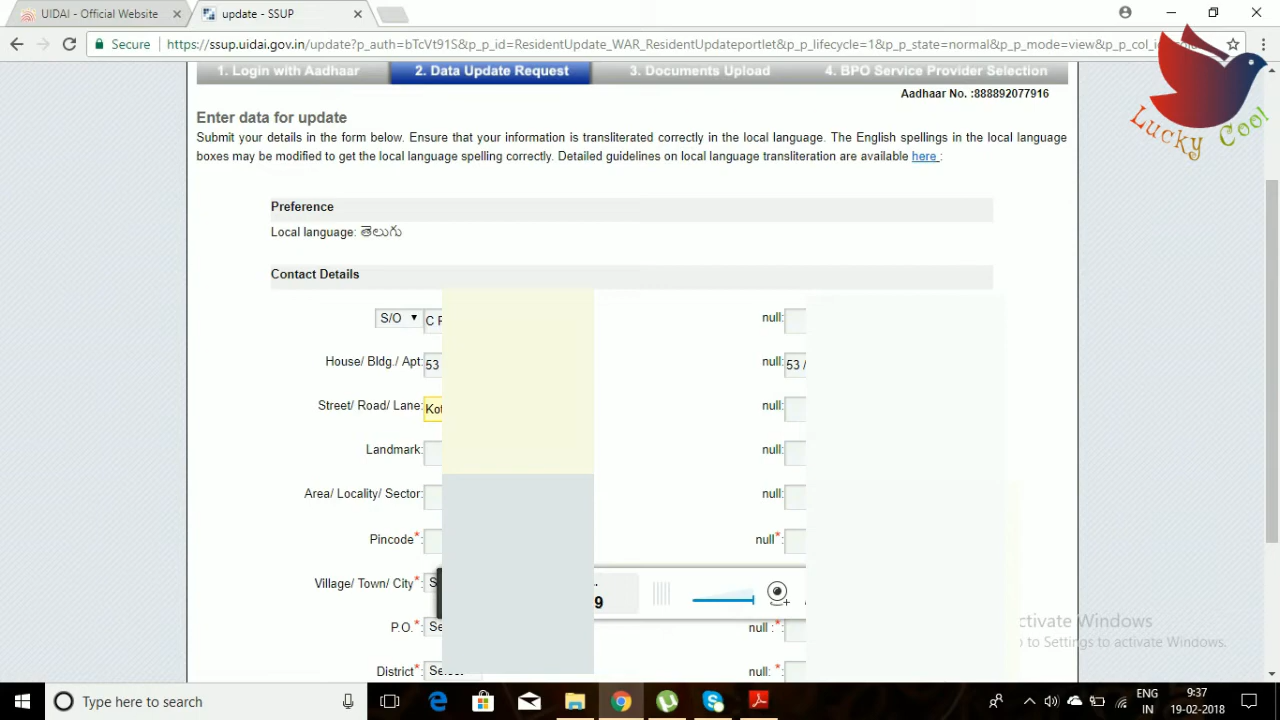 UIDAI - Official Website
update - SSUP
Secure
https://ssup.uidai.gov.in/update?p_auth=bTcVt91S&p_p_id=ResidentUpdate_WAR_ResidentUpdateportlet&p_p_lifecycle=1&p_p_state=normal&p_p_mode=view&p_p_col_
1. Login with Aadhaar
2. Data Update Request
3. Documents Upload
4. BPO Service Provider Selection
Lucky Cool
Aadhaar No. :888892077916
Enter data for update
Submit your details in the form below. Ensure that your information is transliterated correctly in the local language. The English spellings in the local language
boxes may be modified to get the local language spelling correctly. Detailed guidelines on local language transliteration are available here :
Preference
Local language: తెలుగు
Contact Details
S/O
C
null:
House/ Bldg./ Apt:
53
null:
53 /
Street/ Road/ Lane:
null:
Landmark:
null:
Area/ Locality/ Sector:
null:
Pincode*:
null*:
Village/ Town/ City*:
9
P.O.*:
null :*:
District*:
null: *:
Activate Windows
to Settings to activate Windows.
Type here to search
ENG
IN
9:37
19-02-2018